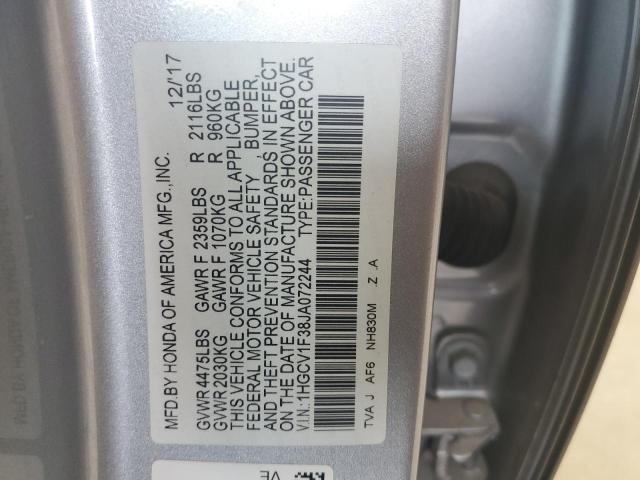 MFD.BY HONDA OF AMERICA MFG.,INC. 12/'17
GVWR 4475LBS GAWR F 2359LBS R 2116LBS
GVWR 2030KG GAWR F 1070KG R 960KG
THIS VEHICLE CONFORMS TO ALL APPLICABLE
FEDERAL MOTOR VEHICLE SAFETY , BUMPER,
AND THEFT PREVENTION STANDARDS IN EFFECT
ON THE DATE OF MANUFACTURE SHOWN ABOVE.
V.I.N.:1HGCV1F38JA072244 TYPE:PASSENGER CAR
TVA J AF6 NH830M .Z .A
VE